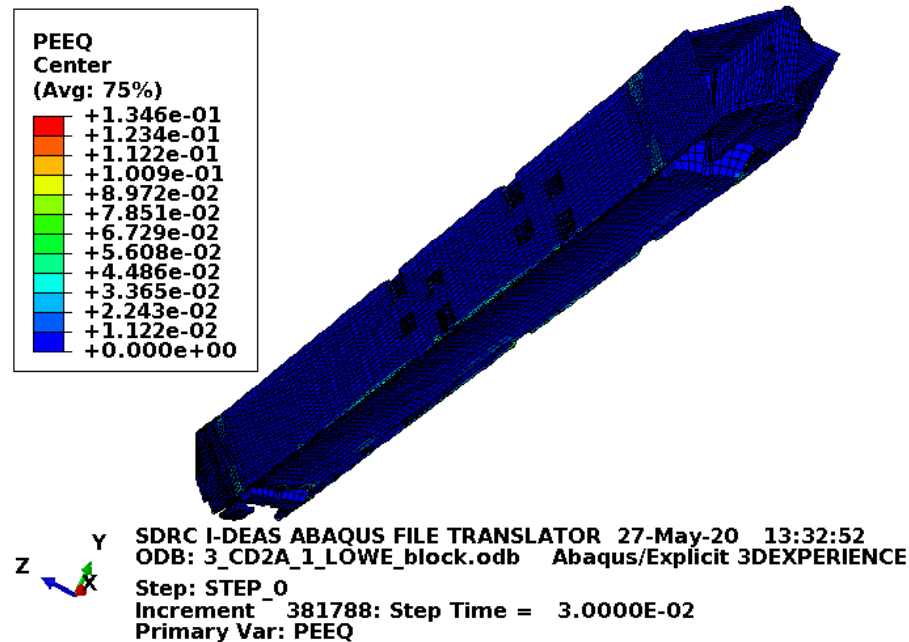 PEEQ
Center
(Avg: 75%)
+1.346e-01
+1.234e-01
+1.122e-01
+1.009e-01
+8.972e-02
+7.851e-02
+6.729e-02
+5.608e-02
+4.486e-02
+3.365e-02
+2.243e-02
+1.122e-02
+0.000e+00
Y
Z
X
SDRC I-DEAS ABAQUS FILE TRANSLATOR 27-May-20 13:32:52
ODB: 3_CD2A_1_LOWE_block.odb Abaqus/Explicit 3DEXPERIENCE
Step: STEP_0
Increment 381788: Step Time = 3.0000E-02
Primary Var: PEEQ